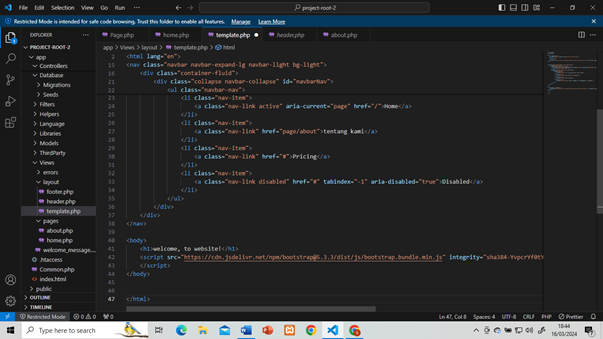 File Edit Selection View Go Run ... project-root-2
Restricted Mode is intended for safe code browsing. Trust this folder to enable all features. Manage Learn More
EXPLORER ...
Page.php home.php template.php header.php about.php
app > Views > layout > template.php > html
PROJECT-ROOT-2
app
Controllers
Database
Migrations
Seeds
Filters
Helpers
Language
Libraries
Models
ThirdParty
Views
errors
layout
footer.php
header.php
template.php
pages
about.php
home.php
welcome_message....
.htaccess
Common.php
index.html
public
OUTLINE
TIMELINE
2 <html lang="en">
15 <nav class="navbar navbar-expand-lg navbar-light bg-light">
16 <div class="container-fluid">
21 <div class="collapse navbar-collapse" id="navbarNav">
22 <ul class="navbar-nav">
23 <li class="nav-item">
24 <a class="nav-link active" aria-current="page" href="/">Home</a>
25 </li>
26 <li class="nav-item">
27 <a class="nav-link" href="page/about">tentang kami</a>
28 </li>
29 <li class="nav-item">
30 <a class="nav-link" href="#">Pricing</a>
31 </li>
32 <li class="nav-item">
33 <a class="nav-link disabled" href="#" tabindex="-1" aria-disabled="true">Disabled</a>
34 </li>
35 </ul>
36 </div>
37 </div>
38 </nav>
39
40 <body>
41 <h1>welcome, to website!</h1>
42 <script src="https://cdn.jsdelivr.net/npm/bootstrap@5.3.3/dist/js/bootstrap.bundle.min.js" integrity="sha384-YvpcrYf0tY
43 </script>
44 </body>
45
46
47 </html>
Restricted Mode 0 0 0 Ln 47, Col 8 Spaces: 4 UTF-8 CRLF PHP Prettier
Type here to search
18:44
16/03/2024